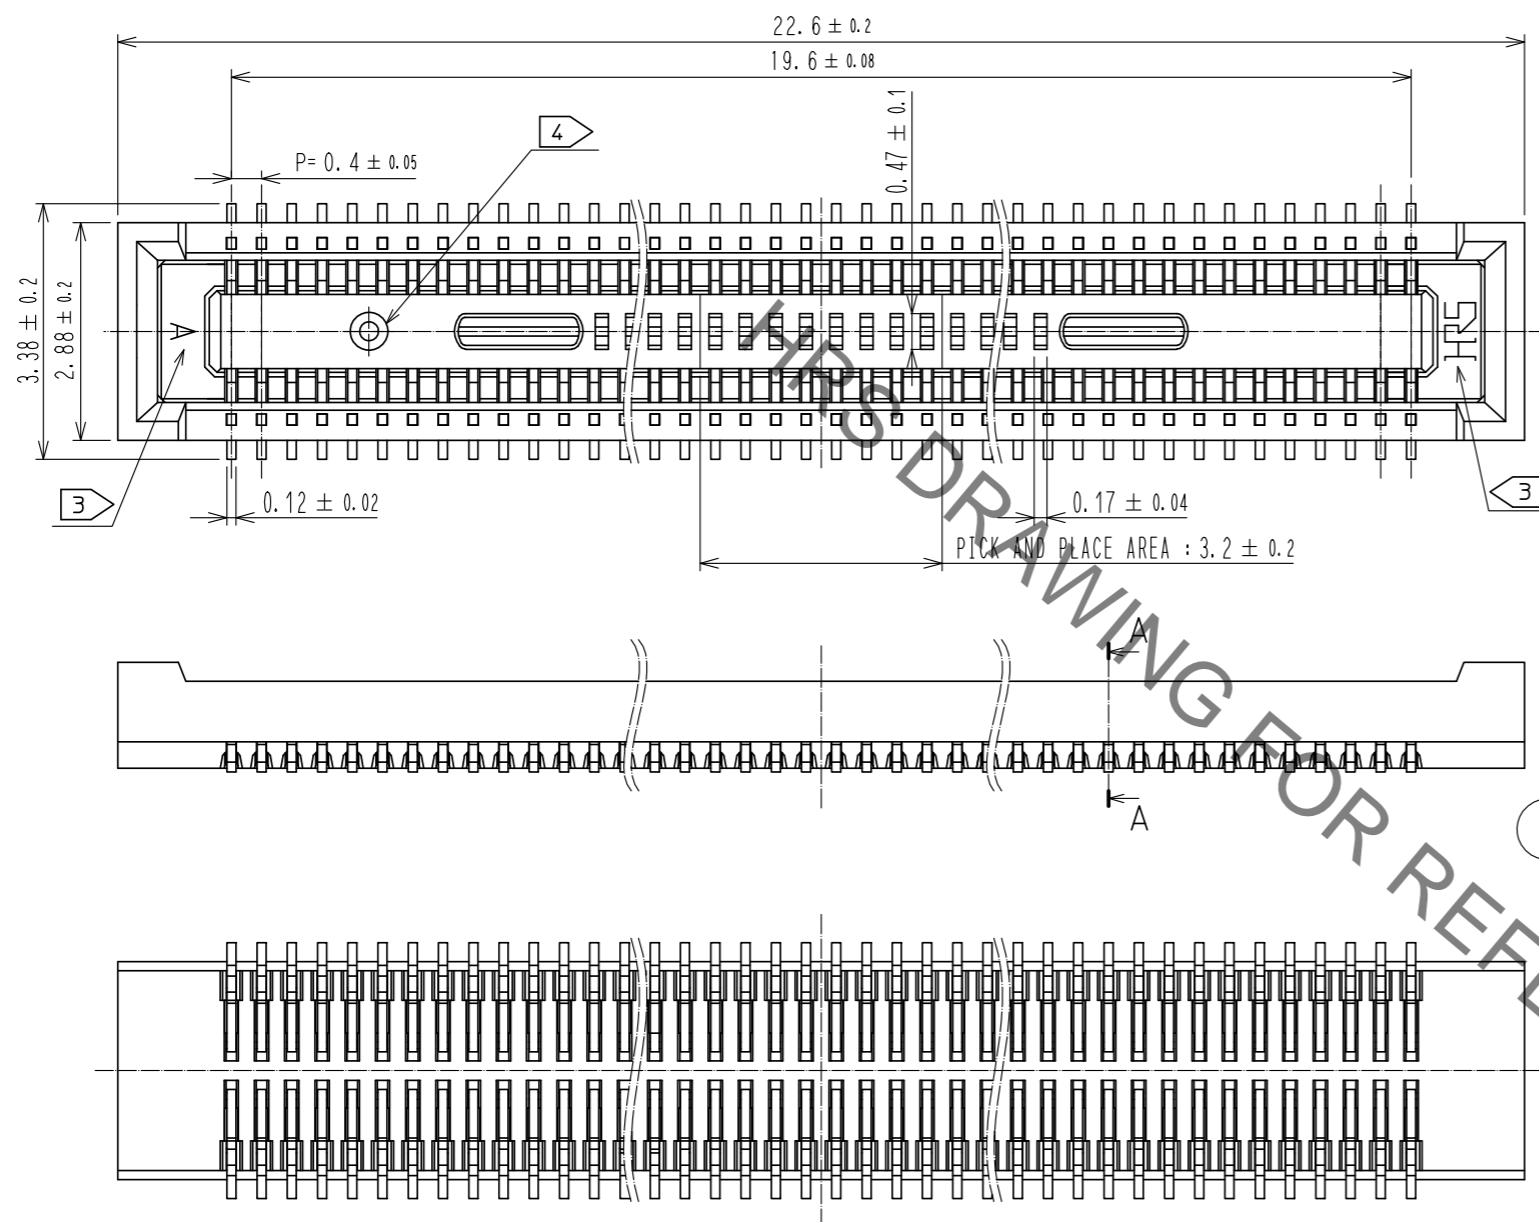 22.6 ± 0.2
19.6 ± 0.08
4
0.47 ± 0.1
P= 0.4 ± 0.05
3.38 ± 0.2
2.88 ± 0.2
A
HRS
3
0.12 ± 0.02
0.17 ± 0.04
3
PICK AND PLACE AREA : 3.2 ± 0.2
HRS DRAWING FOR REFE
A
A